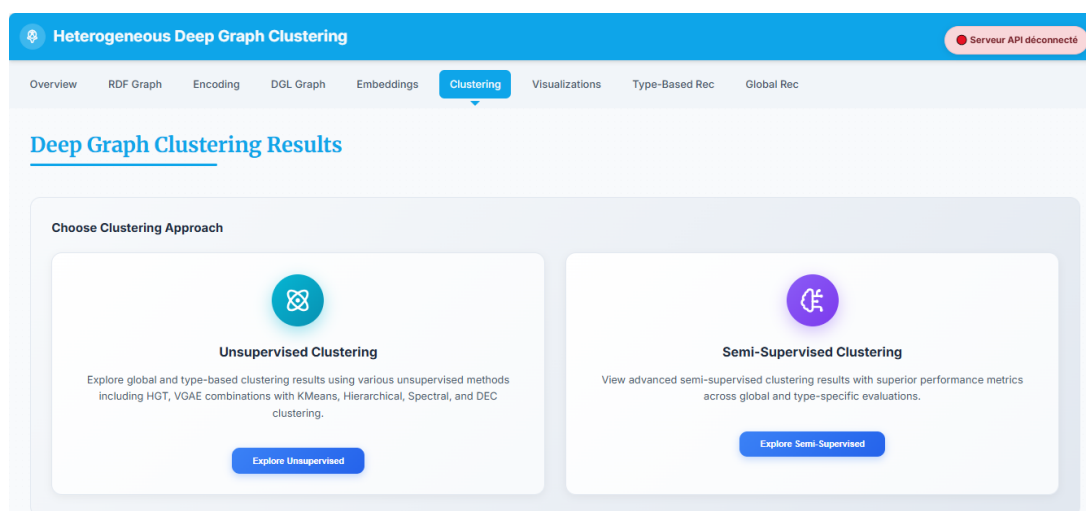 Heterogeneous Deep Graph Clustering
Serveur API déconnecté
Overview RDF Graph Encoding DGL Graph Embeddings Clustering Visualizations Type-Based Rec Global Rec
Deep Graph Clustering Results
Choose Clustering Approach
Unsupervised Clustering
Explore global and type-based clustering results using various unsupervised methods
including HGT, VGAE combinations with KMeans, Hierarchical, Spectral, and DEC
clustering.
Explore Unsupervised
Semi-Supervised Clustering
View advanced semi-supervised clustering results with superior performance metrics
across global and type-specific evaluations.
Explore Semi-Supervised